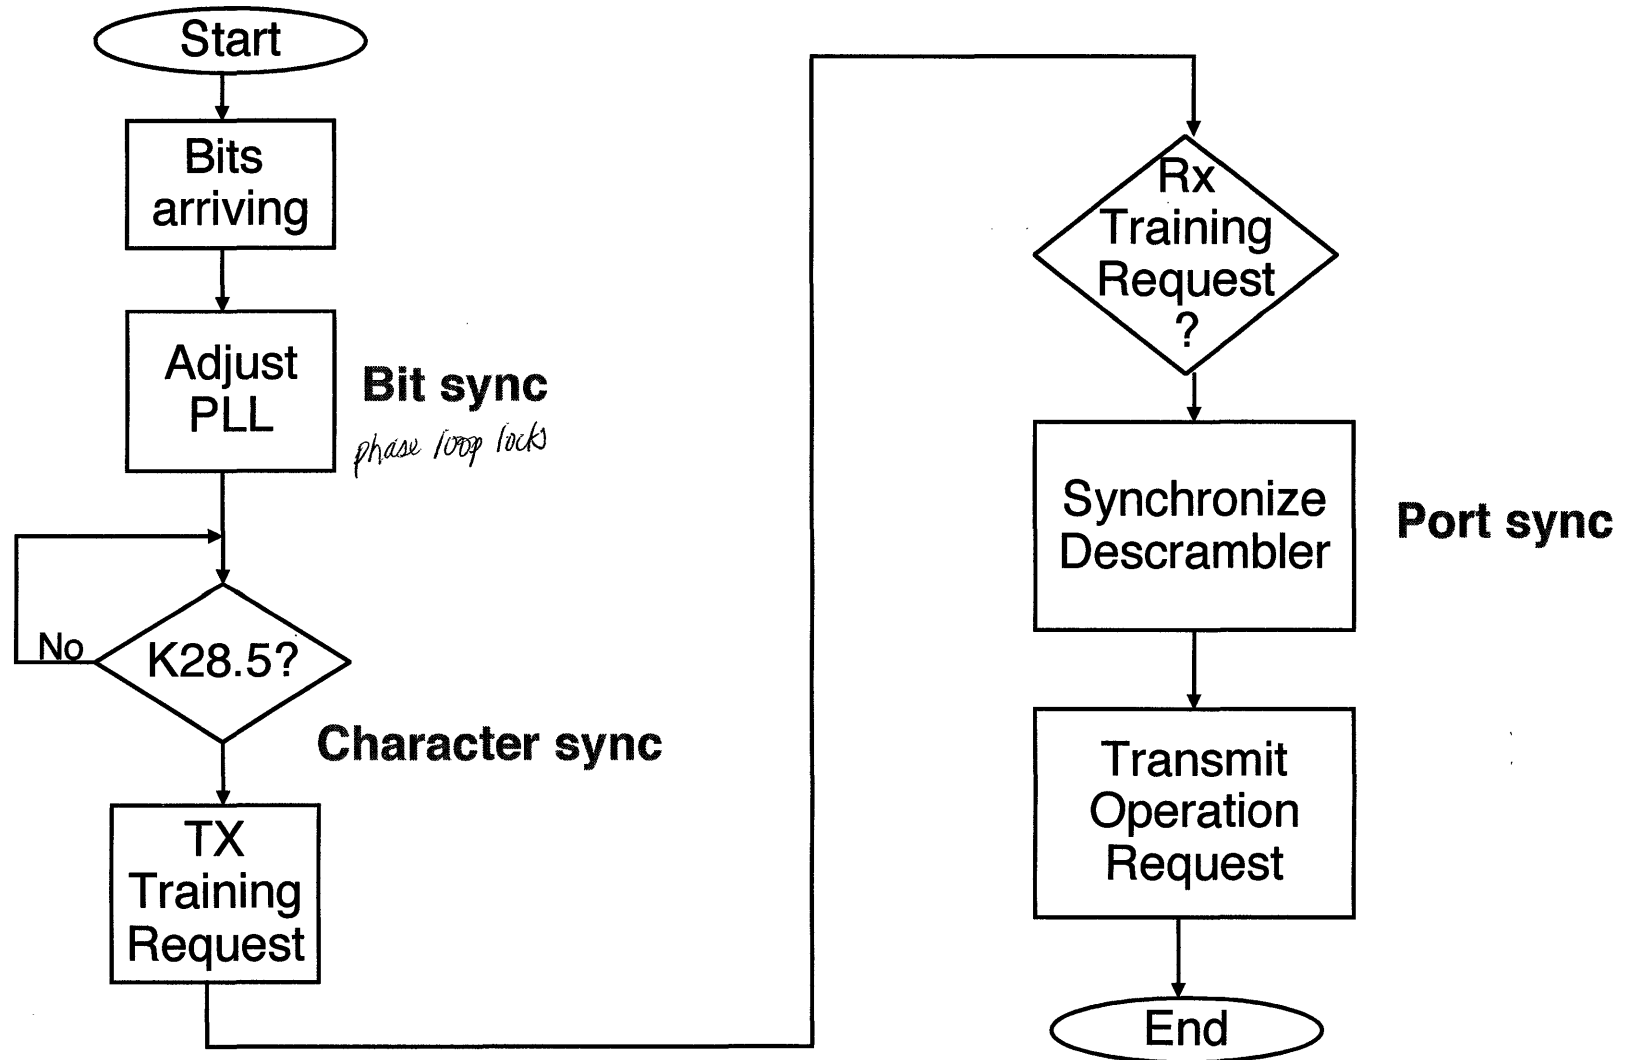 Start
Bits
arriving
Adjust
PLL
Bit sync
phase loop locks
No
K28.5?
Character sync
TX
Training
Request
Rx
Training
Request
?
Synchronize
Descrambler
Port sync
Transmit
Operation
Request
End